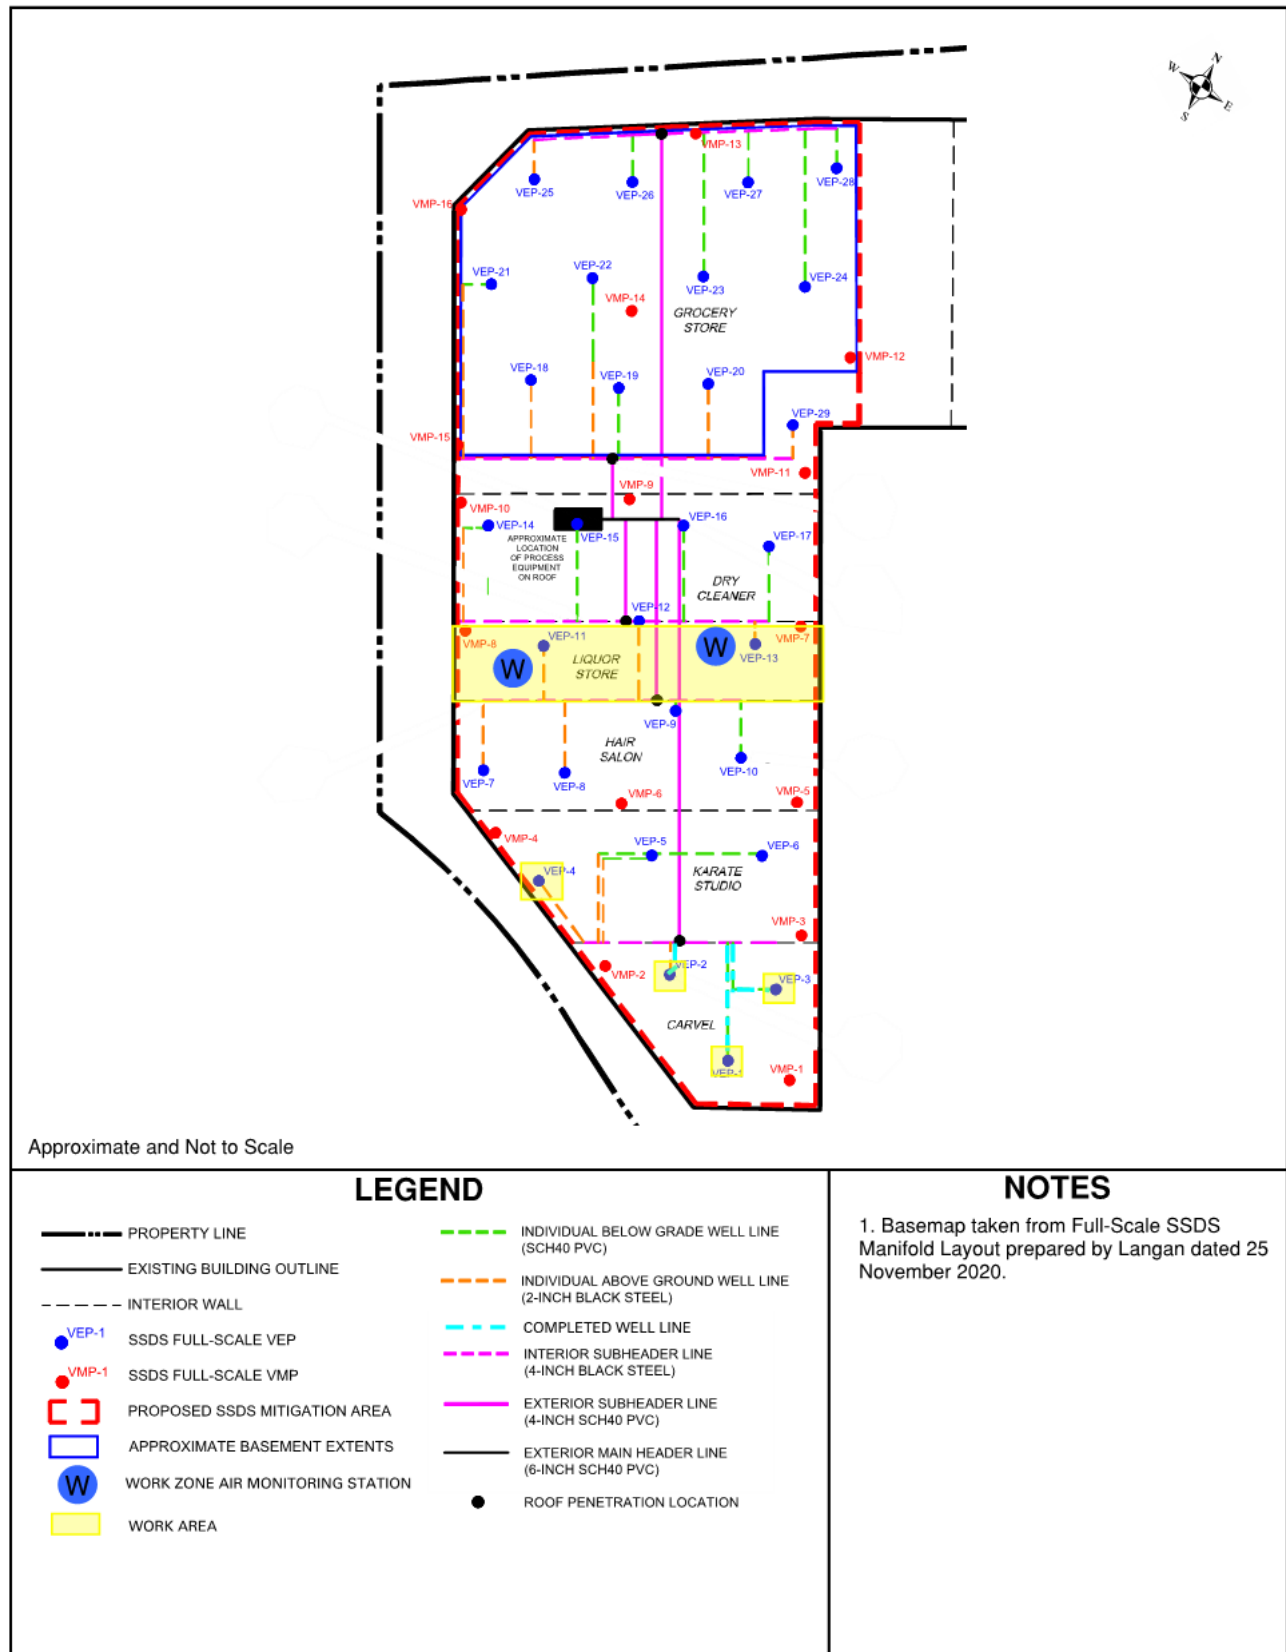 N
W
E
S
VMP-13
VEP-25
VEP-26
VEP-27
VEP-28
VMP-16
VEP-21
VEP-22
VEP-23
VEP-24
VMP-14
GROCERY
STORE
VMP-12
VEP-18
VEP-19
VEP-20
VEP-29
VMP-15
VMP-11
VMP-9
VMP-10
VEP-14
VEP-15
VEP-16
VEP-17
APPROXIMATE
LOCATION
OF PROCESS
EQUIPMENT
ON ROOF
DRY
CLEANER
VEP-12
VMP-8
VEP-11
VMP-7
W
W
LIQUOR
STORE
VEP-13
VEP-9
HAIR
SALON
VEP-10
VEP-7
VEP-8
VMP-6
VMP-5
VMP-4
VEP-5
VEP-6
VEP-4
KARATE
STUDIO
VMP-3
VMP-2
VEP-2
VEP-3
CARVEL
VEP-1
VMP-1
Approximate and Not to Scale
LEGEND
PROPERTY LINE
EXISTING BUILDING OUTLINE
INTERIOR WALL
VEP-1 SSDS FULL-SCALE VEP
VMP-1 SSDS FULL-SCALE VMP
PROPOSED SSDS MITIGATION AREA
APPROXIMATE BASEMENT EXTENTS
W WORK ZONE AIR MONITORING STATION
WORK AREA
INDIVIDUAL BELOW GRADE WELL LINE
(SCH40 PVC)
INDIVIDUAL ABOVE GROUND WELL LINE
(2-INCH BLACK STEEL)
COMPLETED WELL LINE
INTERIOR SUBHEADER LINE
(4-INCH BLACK STEEL)
EXTERIOR SUBHEADER LINE
(4-INCH SCH40 PVC)
EXTERIOR MAIN HEADER LINE
(6-INCH SCH40 PVC)
ROOF PENETRATION LOCATION
NOTES
1. Basemap taken from Full-Scale SSDS
Manifold Layout prepared by Langan dated 25
November 2020.